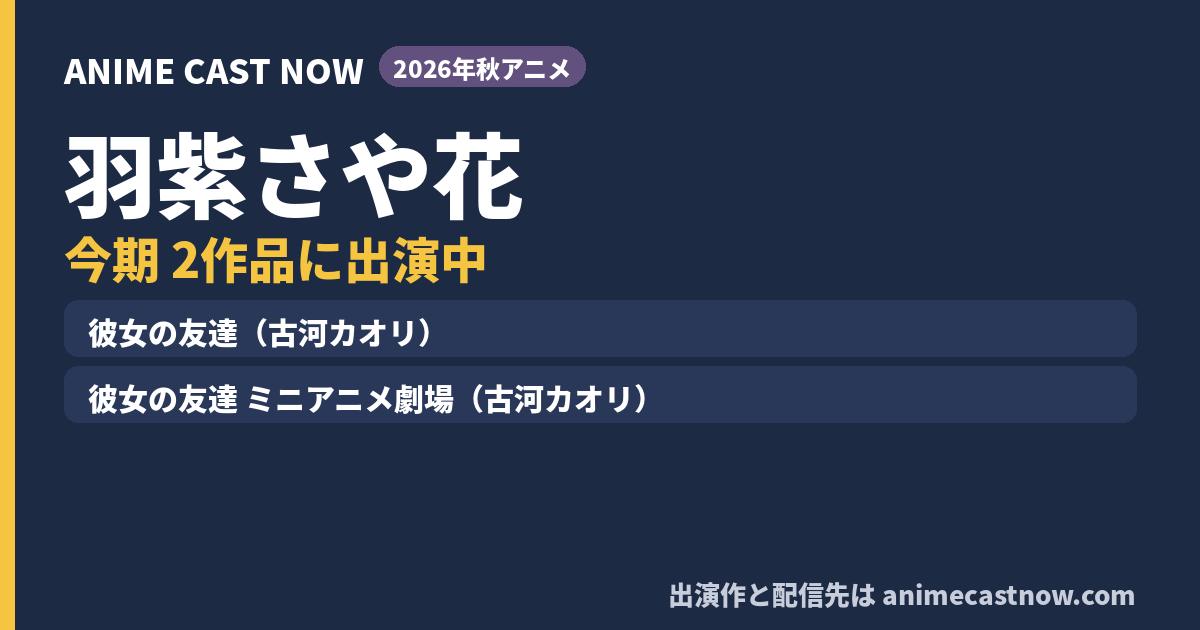 ANIME CAST NOW 2026年秋アニメ
羽紫さや花
今期 2作品に出演中
彼女の友達（古河カオリ）
彼女の友達 ミニアニメ劇場（古河カオリ）
出演作と配信先は animecastnow.com